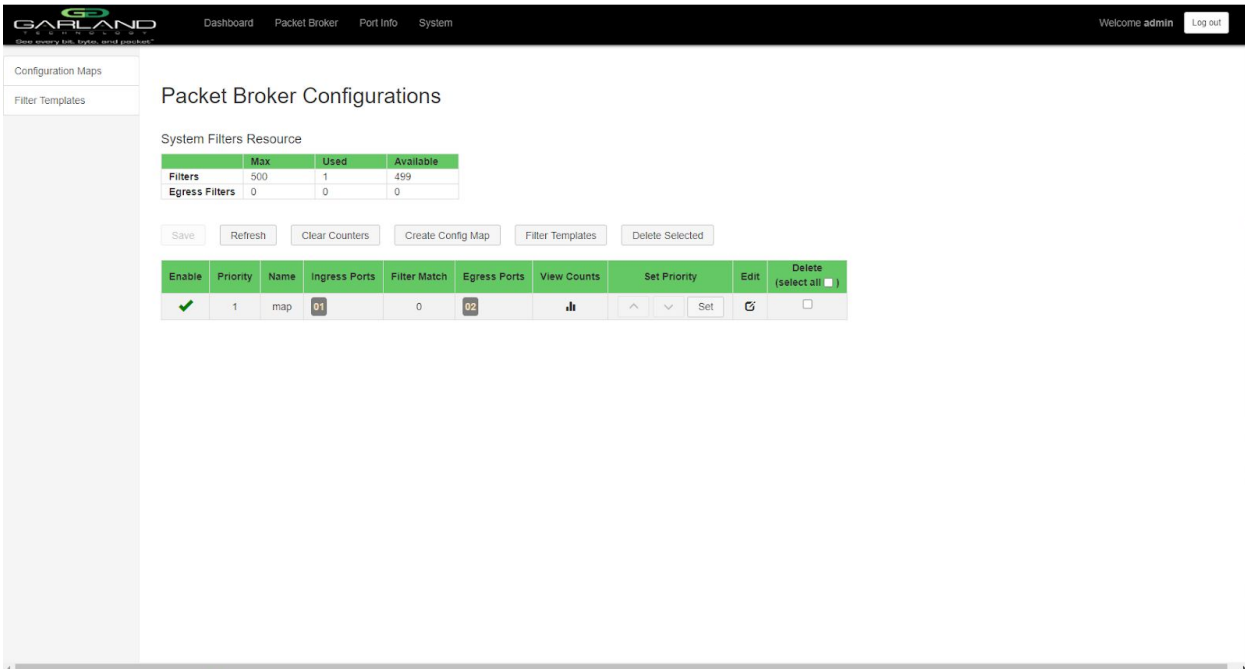 GARLAND
TECHNOLOGY
See every bit, byte, and packet™
Dashboard Packet Broker Port Info System
Welcome admin Log out
Configuration Maps
Filter Templates
Packet Broker Configurations
System Filters Resource
Max Used Available
Filters 500 1 499
Egress Filters 0 0 0
Save Refresh Clear Counters Create Config Map Filter Templates Delete Selected
Enable Priority Name Ingress Ports Filter Match Egress Ports View Counts Set Priority Edit Delete
(select all )
1 map 01 0 02 Set